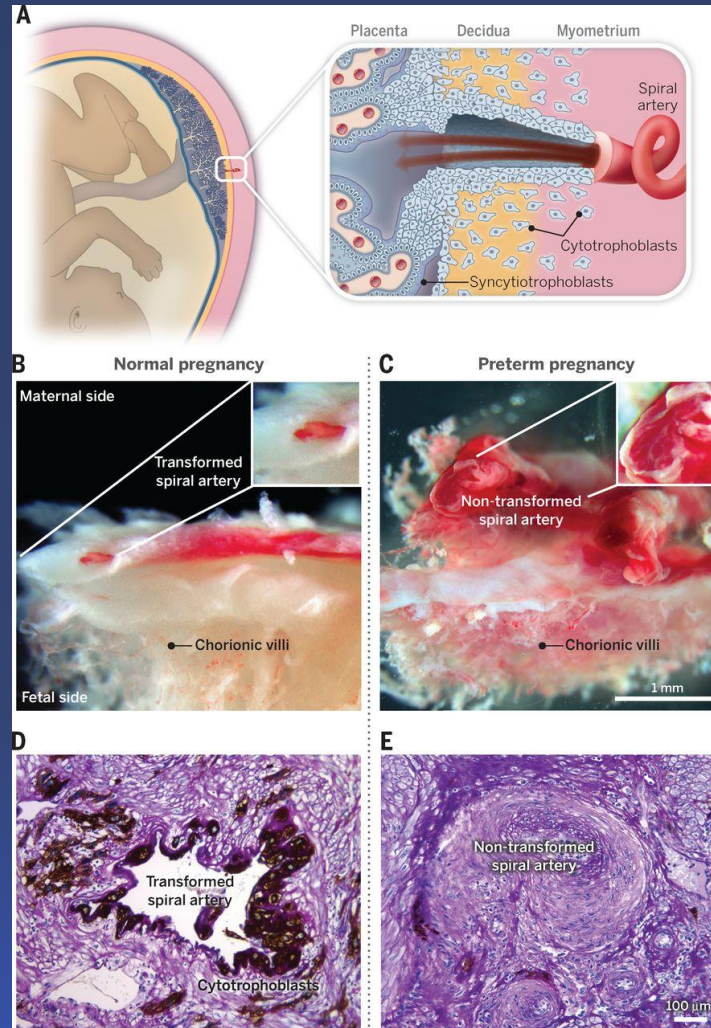 A
Placenta Decidua Myometrium
Spiral
artery
Cytotrophoblasts
Syncytiotrophoblasts
B Normal pregnancy
Maternal side
Transformed
spiral artery
Chorionic villi
Fetal side
C Preterm pregnancy
Non-transformed
spiral artery
Chorionic villi
1 mm
D
Transformed
spiral artery
Cytotrophoblasts
E
Non-transformed
spiral artery
100 µm